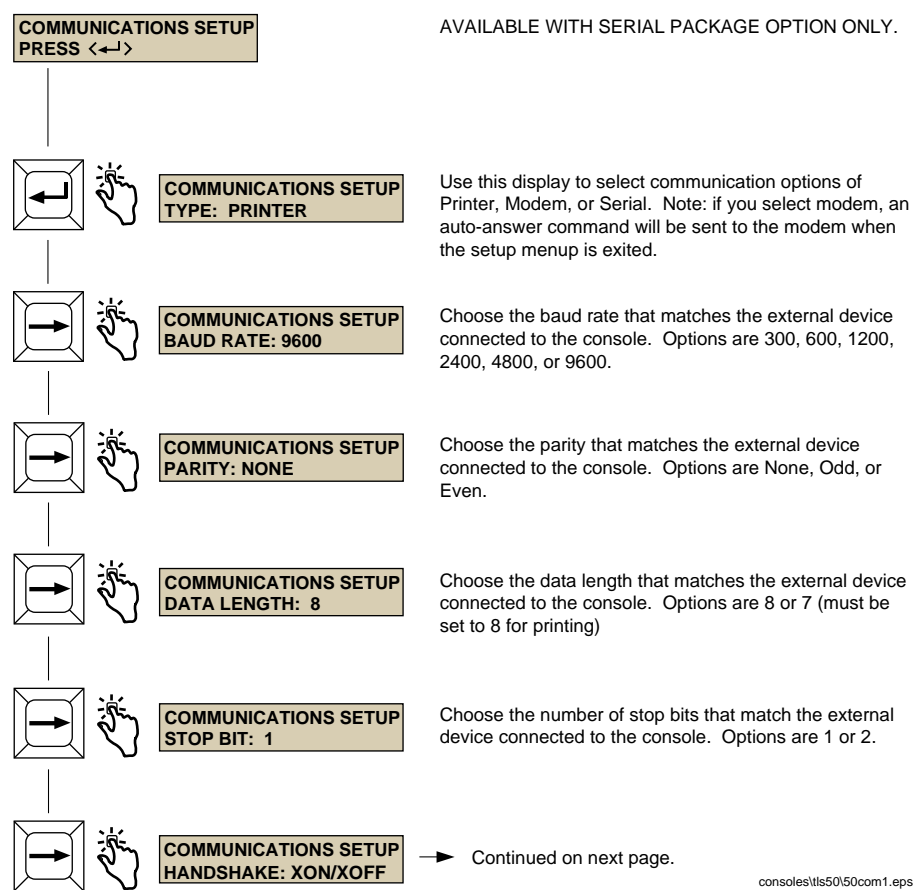 COMMUNICATIONS SETUP
PRESS <↵>
AVAILABLE WITH SERIAL PACKAGE OPTION ONLY.
COMMUNICATIONS SETUP
TYPE: PRINTER
Use this display to select communication options of
Printer, Modem, or Serial. Note: if you select modem, an
auto-answer command will be sent to the modem when
the setup menup is exited.
COMMUNICATIONS SETUP
BAUD RATE: 9600
Choose the baud rate that matches the external device
connected to the console. Options are 300, 600, 1200,
2400, 4800, or 9600.
COMMUNICATIONS SETUP
PARITY: NONE
Choose the parity that matches the external device
connected to the console. Options are None, Odd, or
Even.
COMMUNICATIONS SETUP
DATA LENGTH: 8
Choose the data length that matches the external device
connected to the console. Options are 8 or 7 (must be
set to 8 for printing)
COMMUNICATIONS SETUP
STOP BIT: 1
Choose the number of stop bits that match the external
device connected to the console. Options are 1 or 2.
COMMUNICATIONS SETUP
HANDSHAKE: XON/XOFF
Continued on next page.
consoles\tls50\50com1.eps